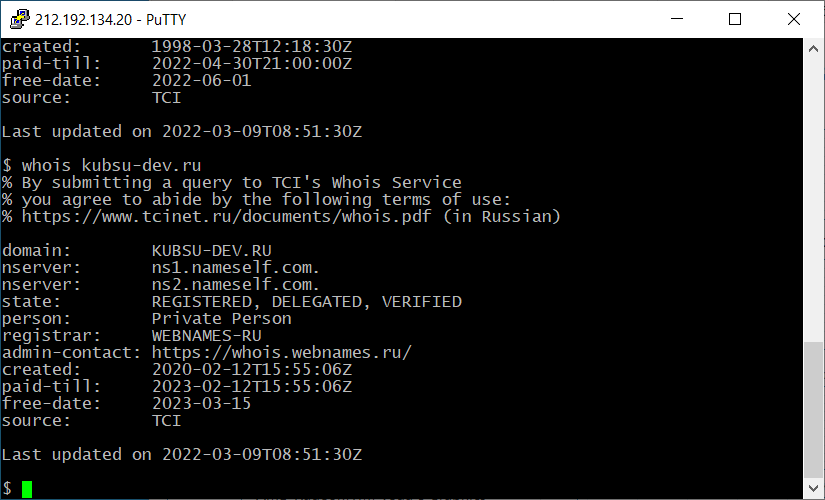 212.192.134.20 - PuTTY
created:        1998-03-28T12:18:30Z
paid-till:      2022-04-30T21:00:00Z
free-date:      2022-06-01
source:         TCI
Last updated on 2022-03-09T08:51:30Z
$ whois kubsu-dev.ru
% By submitting a query to TCI's Whois Service
% you agree to abide by the following terms of use:
% https://www.tcinet.ru/documents/whois.pdf (in Russian)
domain:         KUBSU-DEV.RU
nserver:        ns1.nameself.com.
nserver:        ns2.nameself.com.
state:          REGISTERED, DELEGATED, VERIFIED
person:         Private Person
registrar:      WEBNAMES-RU
admin-contact:  https://whois.webnames.ru/
created:        2020-02-12T15:55:06Z
paid-till:      2023-02-12T15:55:06Z
free-date:      2023-03-15
source:         TCI
Last updated on 2022-03-09T08:51:30Z
$